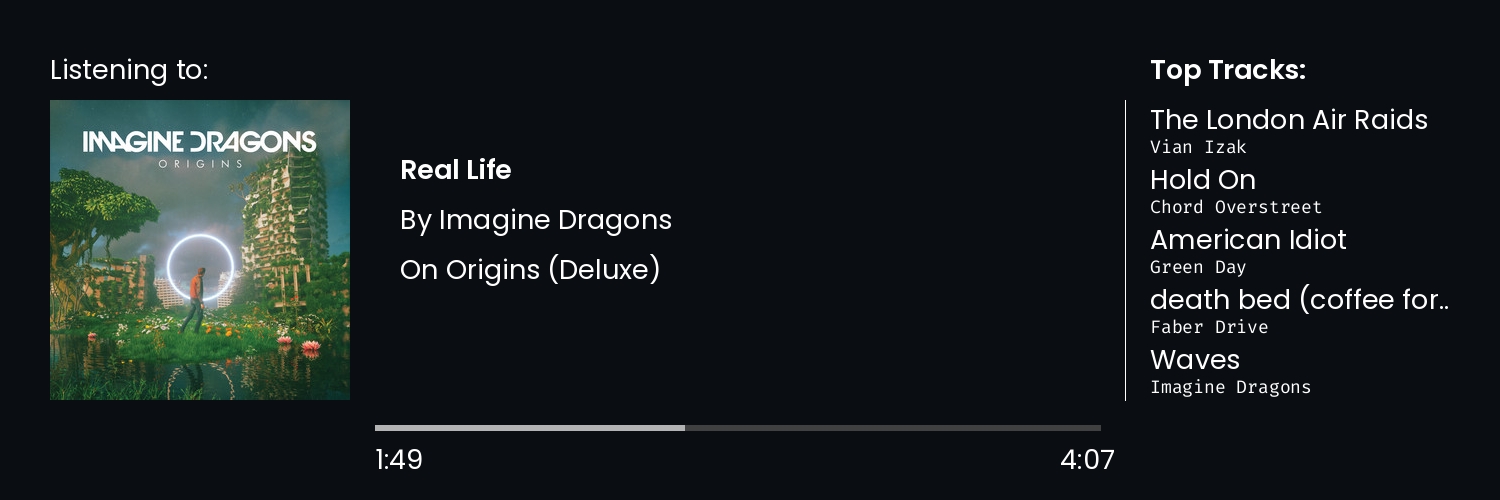 Listening to:
IMAGINE DRAGONS
ORIGINS
Real Life
By Imagine Dragons
On Origins (Deluxe)
1:49
4:07
Top Tracks:
The London Air Raids
Vian Izak
Hold On
Chord Overstreet
American Idiot
Green Day
death bed (coffee for..
Faber Drive
Waves
Imagine Dragons